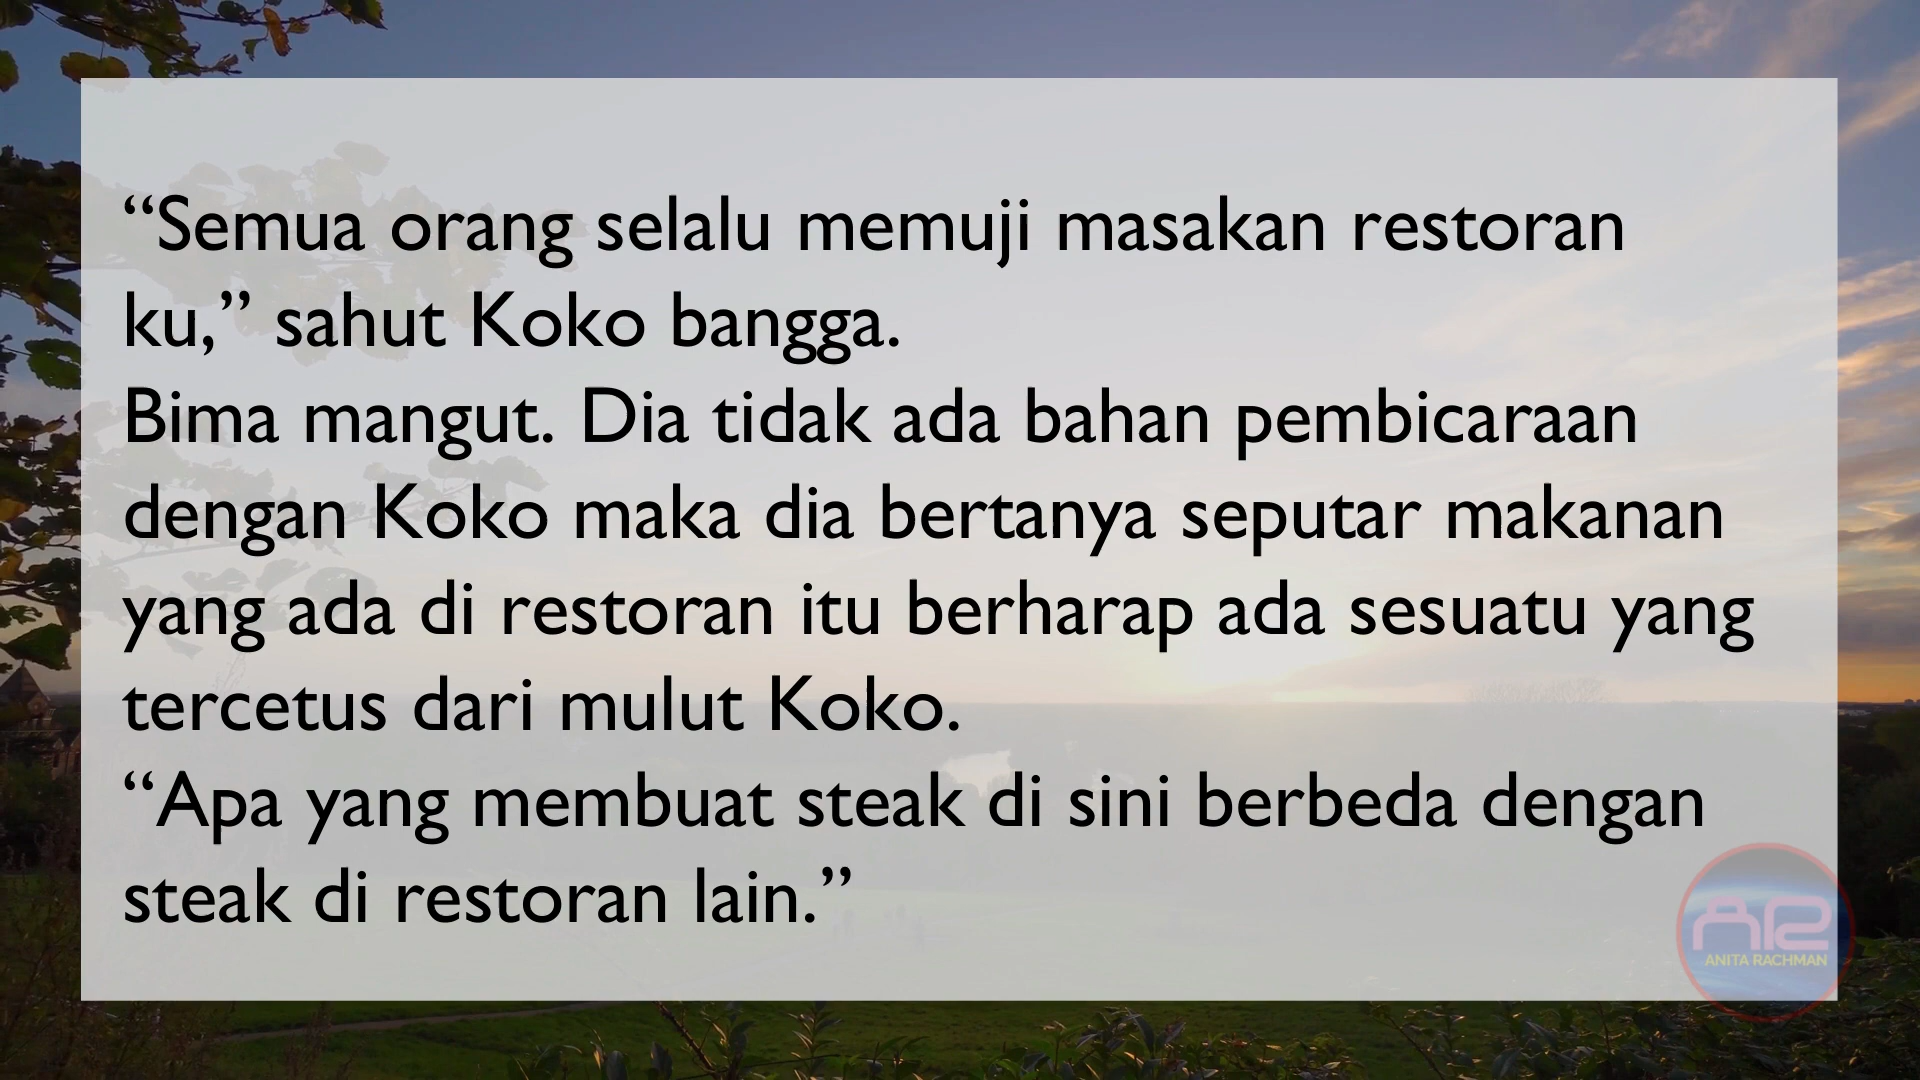 “Semua orang selalu memuji masakan restoran
ku,” sahut Koko bangga.
Bima mangut. Dia tidak ada bahan pembicaraan
dengan Koko maka dia bertanya seputar makanan
yang ada di restoran itu berharap ada sesuatu yang
tercetus dari mulut Koko.
“Apa yang membuat steak di sini berbeda dengan
steak di restoran lain.”
AR
ANITA RACHMAN